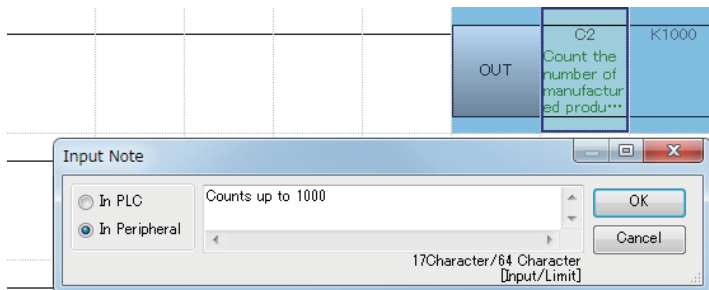 C2
K1000
OUT
Count the
number of
manufactur
ed produ…
Input Note
In PLC
In Peripheral
Counts up to 1000
OK
Cancel
17Character/64 Character
[Input/Limit]